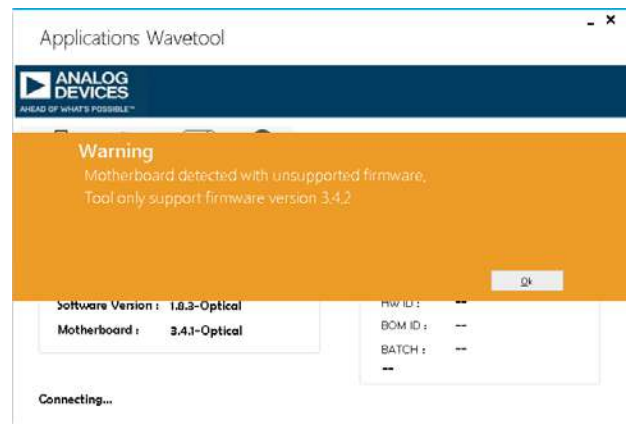 Applications Wavetool
ANALOG
DEVICES
AHEAD OF WHAT'S POSSIBLE™
Warning
Motherboard detected with unsupported firmware,
Tool only support firmware version 3.4.2
Ok
Software Version : 1.8.3-Optical
Motherboard : 3.4.1-Optical
HW ID : --
BOM ID : --
BATCH : --
--
Connecting...